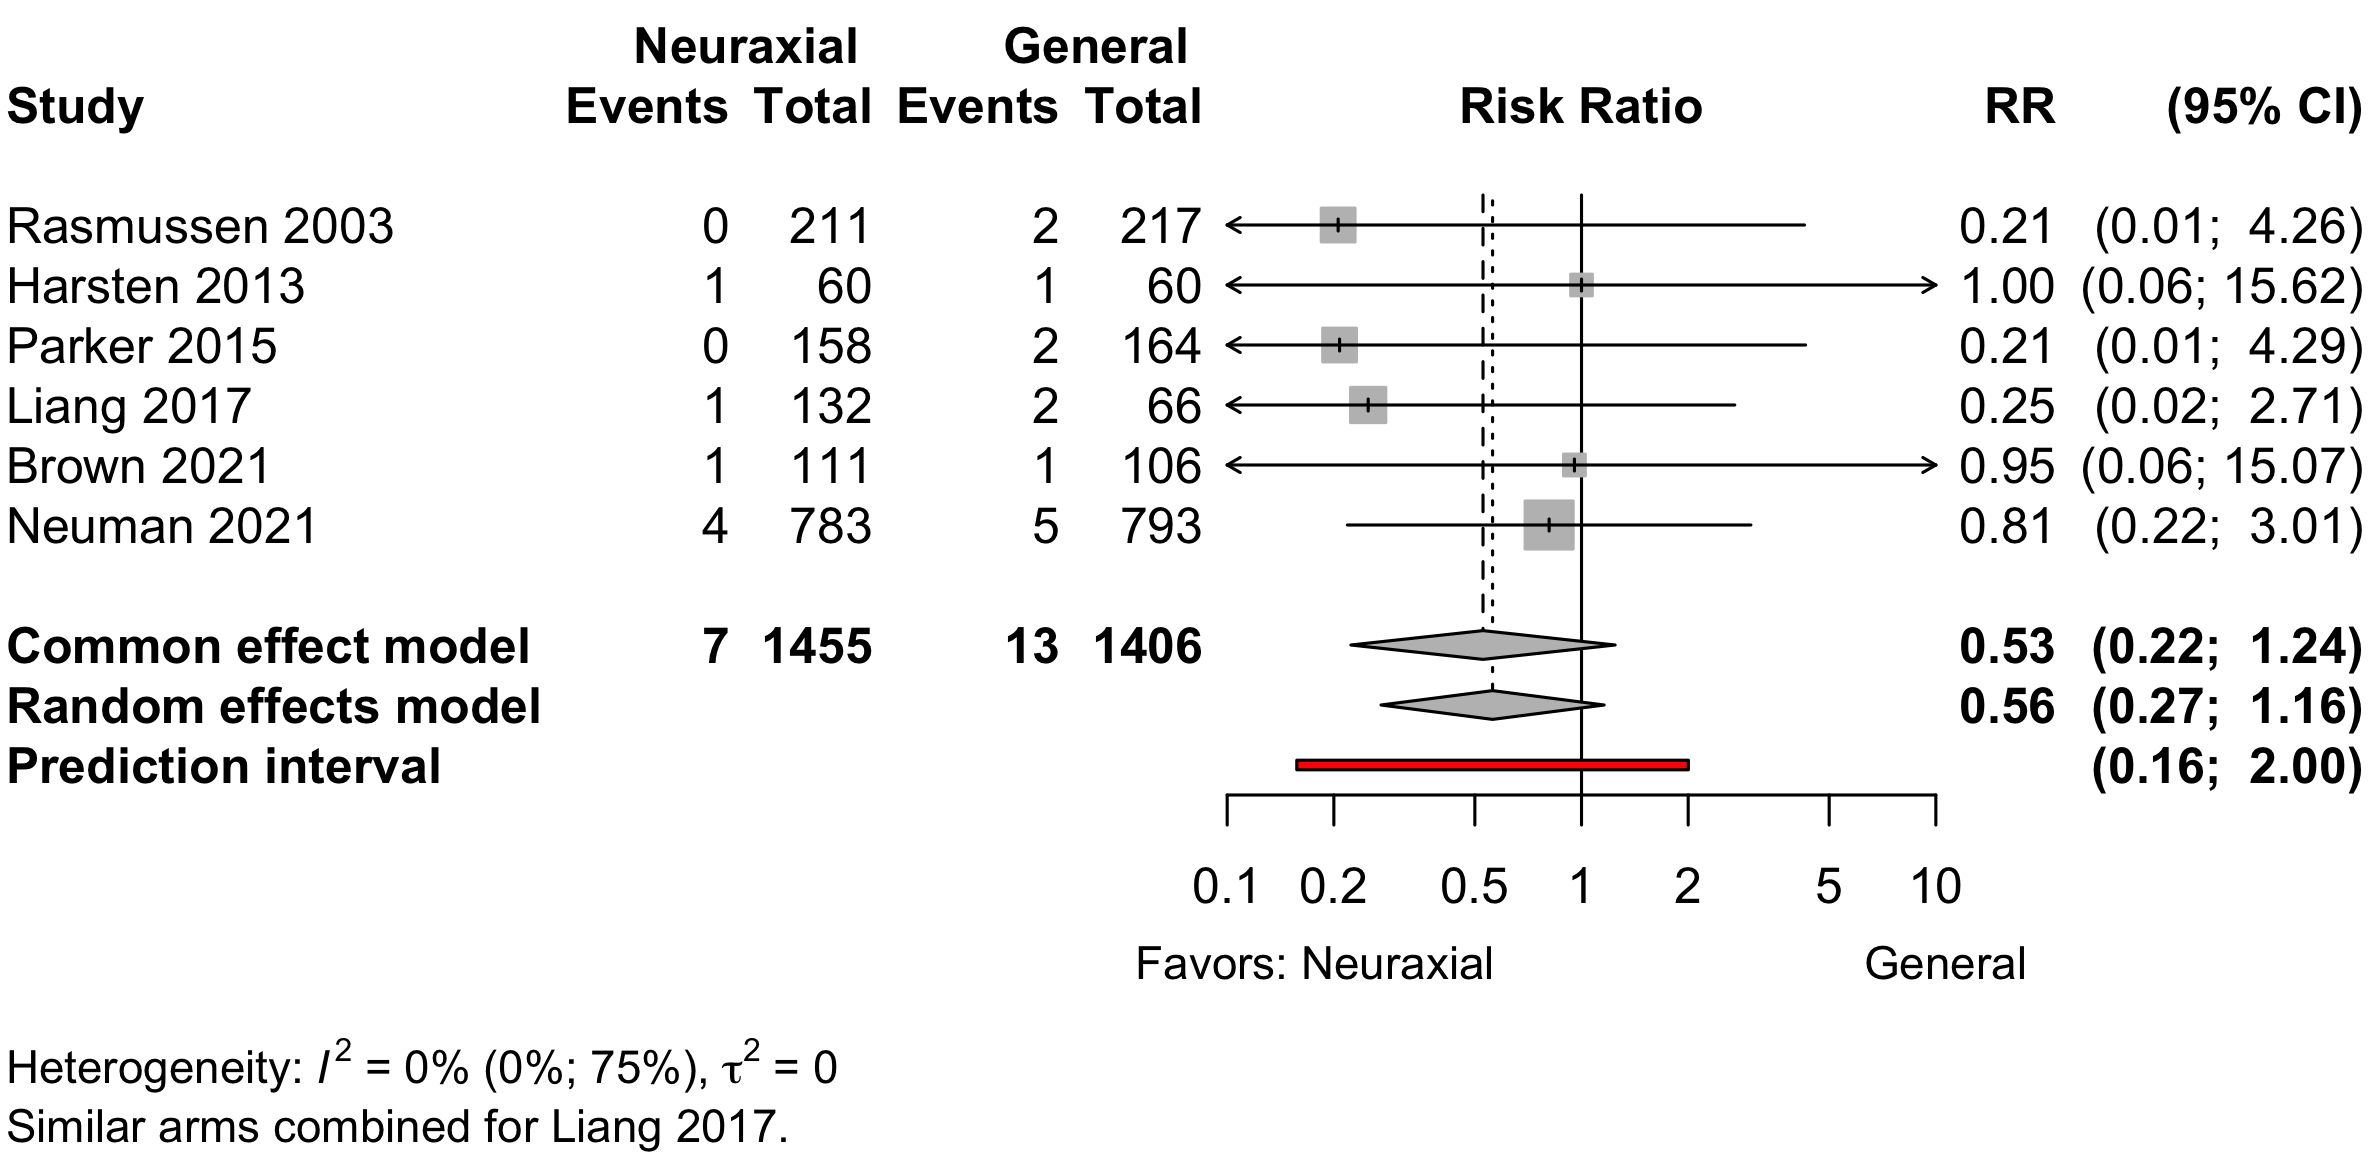 Neuraxial General
Study Events Total Events Total Risk Ratio RR (95% CI)
Rasmussen 2003 0 211 2 217 0.21 (0.01; 4.26)
Harsten 2013 1 60 1 60 1.00 (0.06; 15.62)
Parker 2015 0 158 2 164 0.21 (0.01; 4.29)
Liang 2017 1 132 2 66 0.25 (0.02; 2.71)
Brown 2021 1 111 1 106 0.95 (0.06; 15.07)
Neuman 2021 4 783 5 793 0.81 (0.22; 3.01)
Common effect model 7 1455 13 1406 0.53 (0.22; 1.24)
Random effects model 0.56 (0.27; 1.16)
Prediction interval (0.16; 2.00)
0.1 0.2 0.5 1 2 5 10
Favors: Neuraxial General
Heterogeneity: I² = 0% (0%; 75%), τ² = 0
Similar arms combined for Liang 2017.